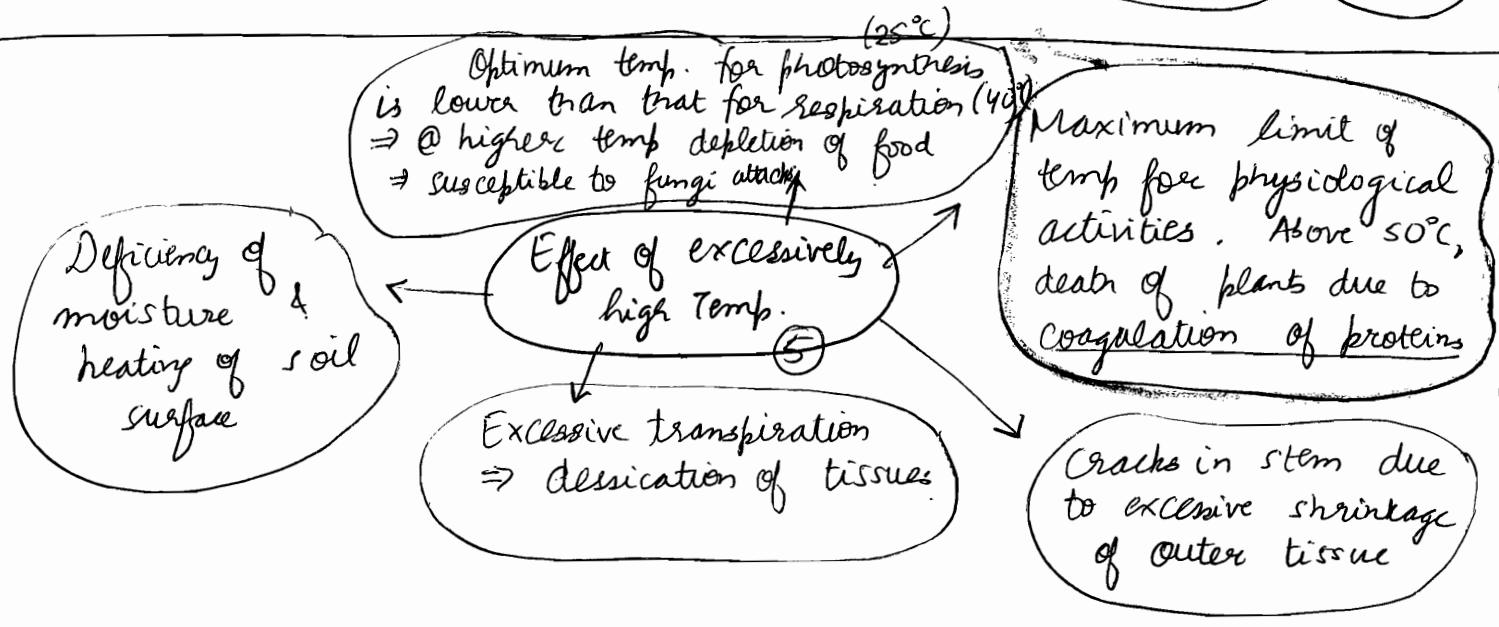 (25°C)
Optimum temp. for photosynthesis
is lower than that for respiration (40°)
⇒ @ higher temp depletion of food
⇒ susceptible to fungi attacks
Maximum limit of
temp for physiological
activities. Above 50°C,
death of plants due to
coagulation of proteins
Effect of excessively
high Temp.
5
Deficiency of
moisture &
heating of soil
surface
Excessive transpiration
⇒ dessication of tissues
Cracks in stem due
to excessive shrinkage
of outer tissue